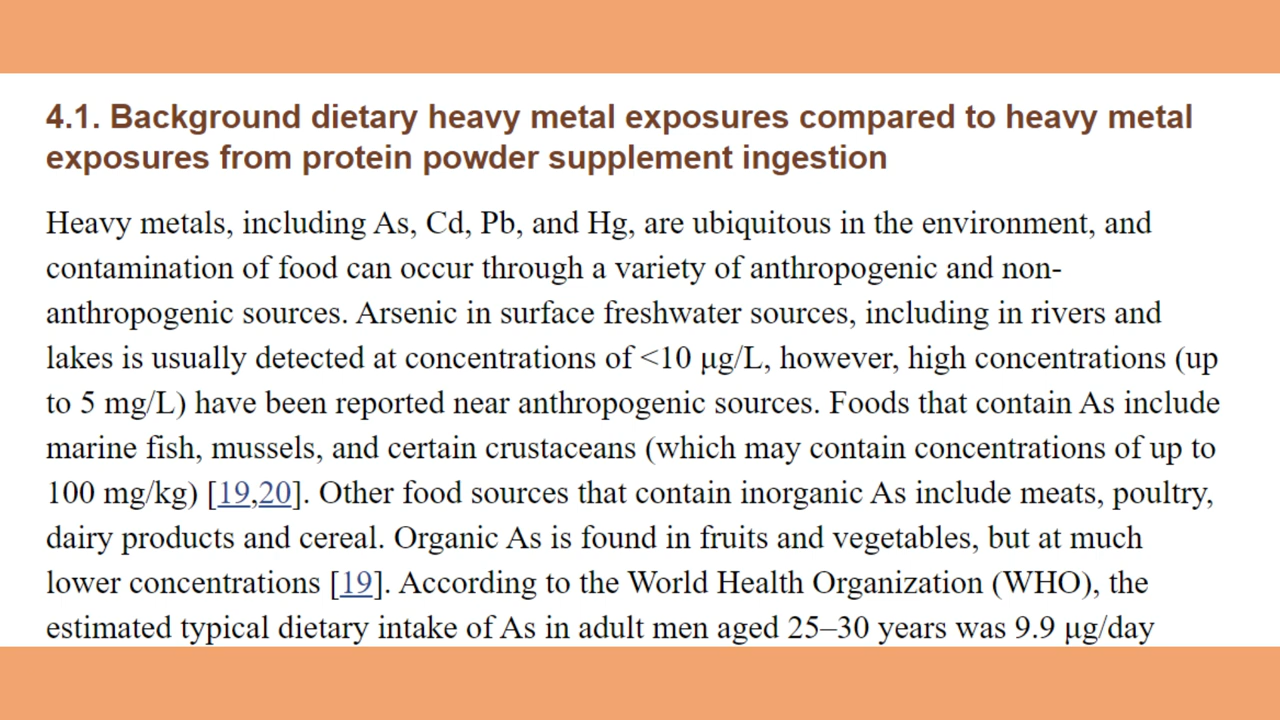 4.1. Background dietary heavy metal exposures compared to heavy metal
exposures from protein powder supplement ingestion
Heavy metals, including As, Cd, Pb, and Hg, are ubiquitous in the environment, and
contamination of food can occur through a variety of anthropogenic and non-
anthropogenic sources. Arsenic in surface freshwater sources, including in rivers and
lakes is usually detected at concentrations of <10 μg/L, however, high concentrations (up
to 5 mg/L) have been reported near anthropogenic sources. Foods that contain As include
marine fish, mussels, and certain crustaceans (which may contain concentrations of up to
100 mg/kg) [19,20]. Other food sources that contain inorganic As include meats, poultry,
dairy products and cereal. Organic As is found in fruits and vegetables, but at much
lower concentrations [19]. According to the World Health Organization (WHO), the
estimated typical dietary intake of As in adult men aged 25–30 years was 9.9 μg/day